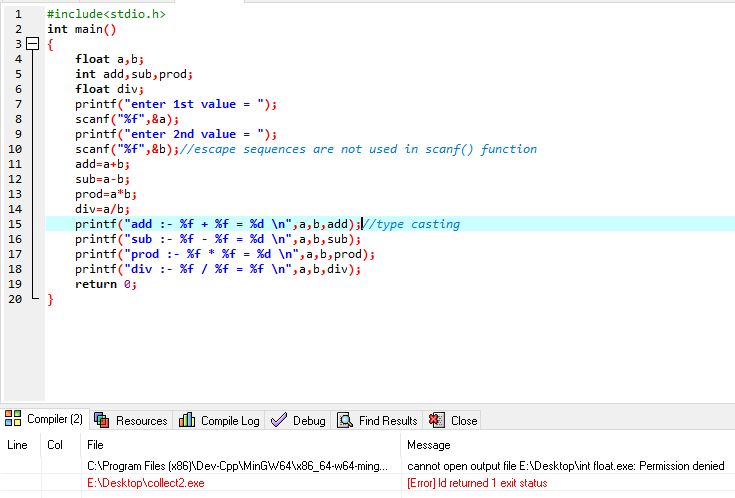 1 #include<stdio.h>
2 int main()
3 {
4 float a,b;
5 int add,sub,prod;
6 float div;
7 printf("enter 1st value = ");
8 scanf("%f",&a);
9 printf("enter 2nd value = ");
10 scanf("%f",&b);//escape sequences are not used in scanf() function
11 add=a+b;
12 sub=a-b;
13 prod=a*b;
14 div=a/b;
15 printf("add :- %f + %f = %d \n",a,b,add);//type casting
16 printf("sub :- %f - %f = %d \n",a,b,sub);
17 printf("prod :- %f * %f = %d \n",a,b,prod);
18 printf("div :- %f / %f = %f \n",a,b,div);
19 return 0;
20 }
Compiler (2) Resources Compile Log Debug Find Results Close
Line Col File Message
C:\Program Files (x86)\Dev-Cpp\MinGW64\x86_64-w64-ming... cannot open output file E:\Desktop\int float.exe: Permission denied
E:\Desktop\collect2.exe [Error] ld returned 1 exit status